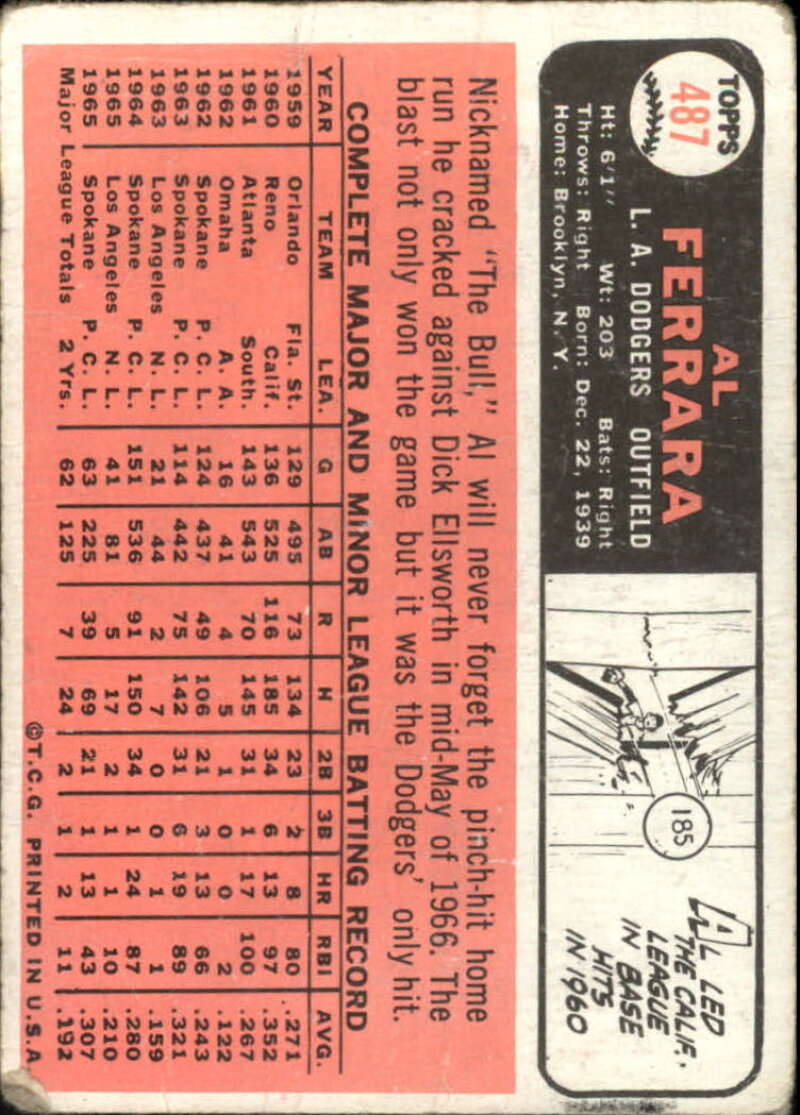 TOPPS
487
AL
FERRARA
L. A. DODGERS OUTFIELD
Ht: 6'1" Wt: 203 Bats: Right
Throws: Right Born: Dec. 22, 1939
Home: Brooklyn, N. Y.
185
AL LED
THE CALIF.
LEAGUE
IN BASE
HITS
IN 1960
Nicknamed "The Bull," Al will never forget the pinch-hit home
run he cracked against Dick Ellsworth in mid-May of 1966. The
blast not only won the game but it was the Dodgers' only hit.
COMPLETE MAJOR AND MINOR LEAGUE BATTING RECORD
YEAR TEAM LEA. G AB R H 2B 3B HR RBI AVG.
1959 Orlando Fla. St. 129 495 73 134 23 2 8 80 .271
1960 Reno Calif. 136 525 116 185 34 6 13 97 .352
1961 Atlanta South. 143 543 70 145 31 1 17 100 .267
1962 Omaha A. A. 16 41 4 5 1 0 0 2 .122
1962 Spokane P. C. L. 124 437 49 106 21 3 13 66 .243
1963 Spokane P. C. L. 114 442 75 142 31 6 19 89 .321
1963 Los Angeles N. L. 21 44 2 7 0 0 1 1 .159
1964 Spokane P. C. L. 151 536 91 150 34 1 24 87 .280
1965 Los Angeles N. L. 41 81 5 17 2 1 1 10 .210
1965 Spokane P. C. L. 63 225 39 69 21 1 13 43 .307
Major League Totals 2 Yrs. 62 125 7 24 2 1 2 11 .192
©T.C.G. PRINTED IN U.S.A.